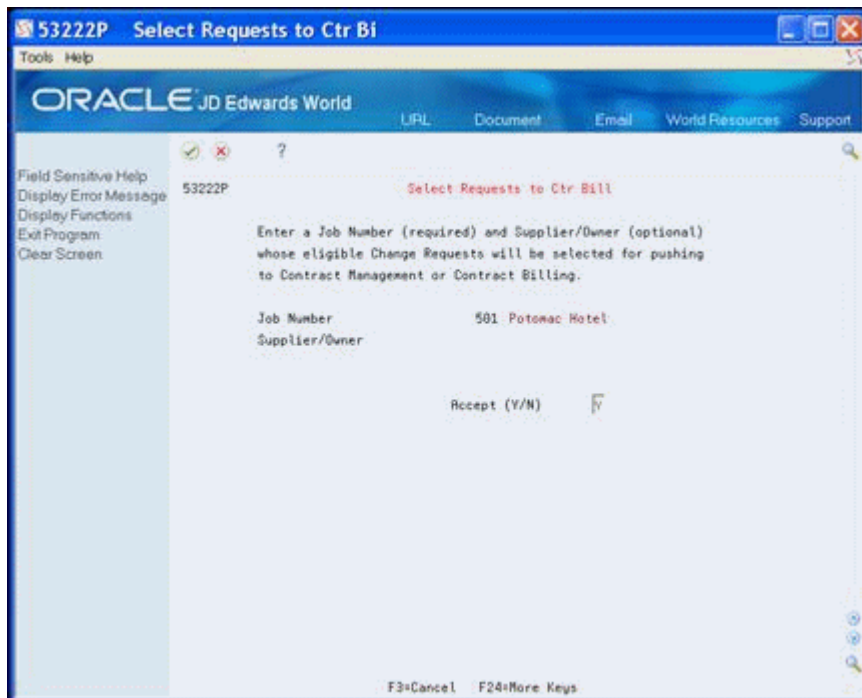 53222P Select Requests to Ctr Bi
Tools Help
ORACLE JD Edwards World
URL Document Email World Resources Support
?
Field Sensitive Help
Display Error Message
Display Functions
Exit Program
Clear Screen
53222P Select Requests to Ctr Bill
Enter a Job Number (required) and Supplier/Owner (optional)
whose eligible Change Requests will be selected for pushing
to Contract Management or Contract Billing.
Job Number 501 Potomac Hotel
Supplier/Owner
Accept (Y/N) Y
F3=Cancel F24=More Keys